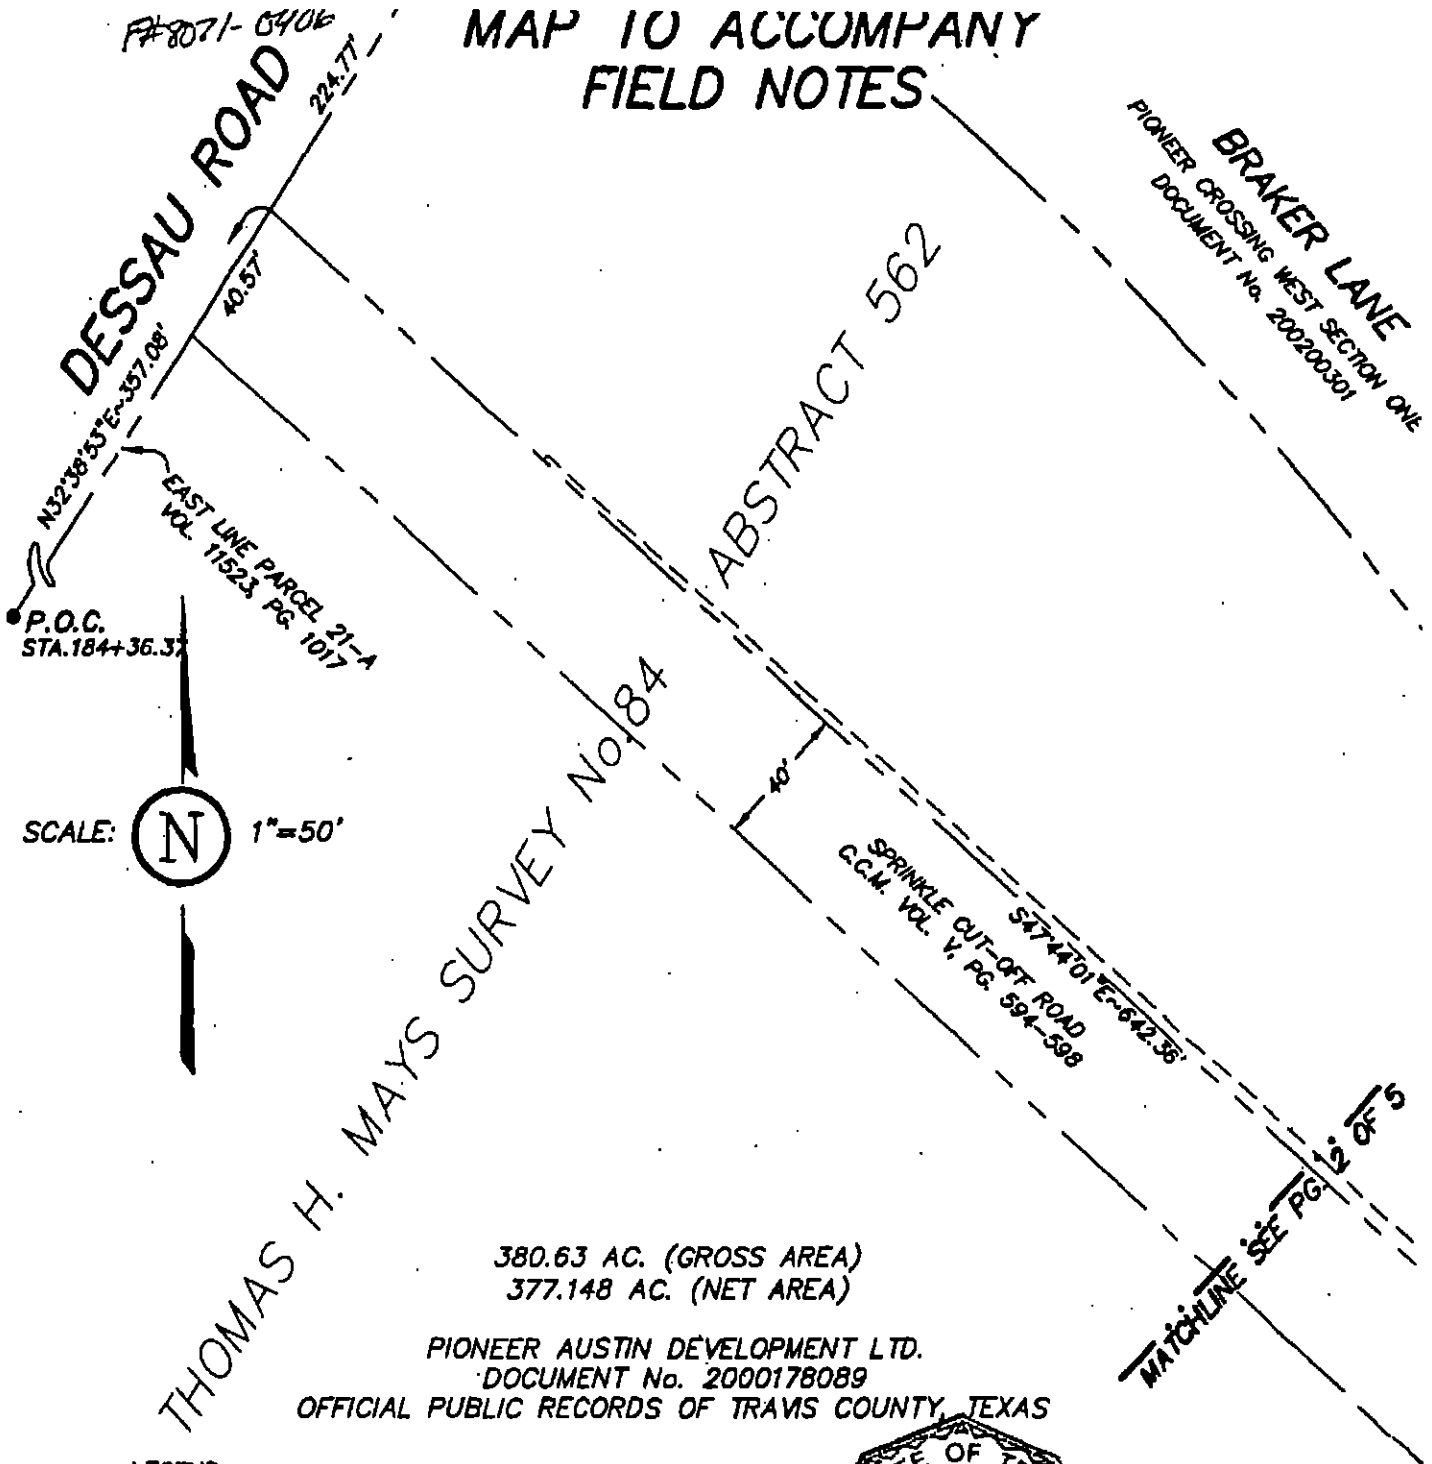 MAP TO ACCOMPANY
FIELD NOTES
224.77'
DESSAU ROAD
40.57'
N32°38'53"E~357.08'
EAST LINE PARCEL 21-A
VOL. 11523, PG. 1017
P.O.C.
STA.184+36.37
BRAKER LANE
PIONEER CROSSING WEST SECTION ONE
DOCUMENT No. 200200301
ABSTRACT 562
THOMAS H. MAYS SURVEY No. 84
SCALE: N 1"=50'
40'
SPRINKLE CUT-OFF ROAD
C.C.M. VOL. V, PG. 594-598
S47°44'01"E~642.36'
MATCHLINE SEE PG. 2 OF 5
380.63 AC. (GROSS AREA)
377.148 AC. (NET AREA)
PIONEER AUSTIN DEVELOPMENT LTD.
DOCUMENT No. 2000178089
OFFICIAL PUBLIC RECORDS OF TRAVIS COUNTY, TEXAS
OF